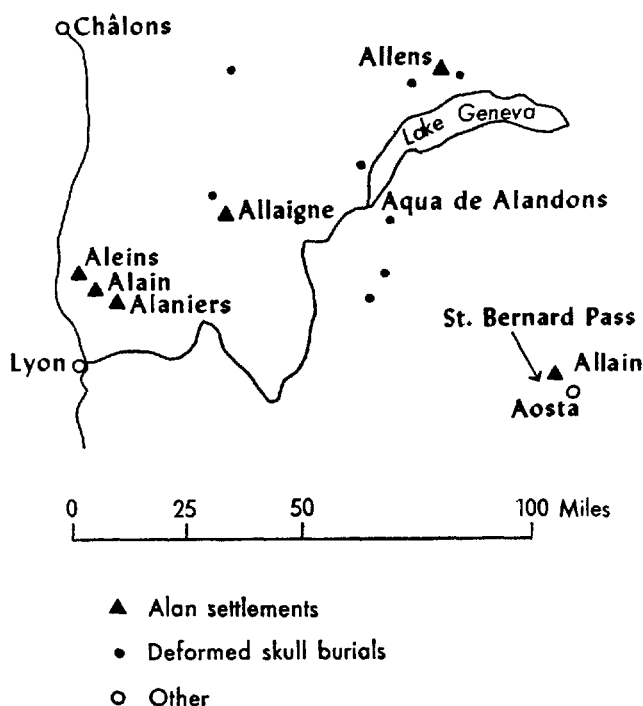 Châlons
Allens
Lake Geneva
Allaigne
Aqua de Alandons
Aleins
Alain
Alaniers
St. Bernard Pass
Lyon
Allain
Aosta
0 25 50 100 Miles
Alan settlements
Deformed skull burials
Other